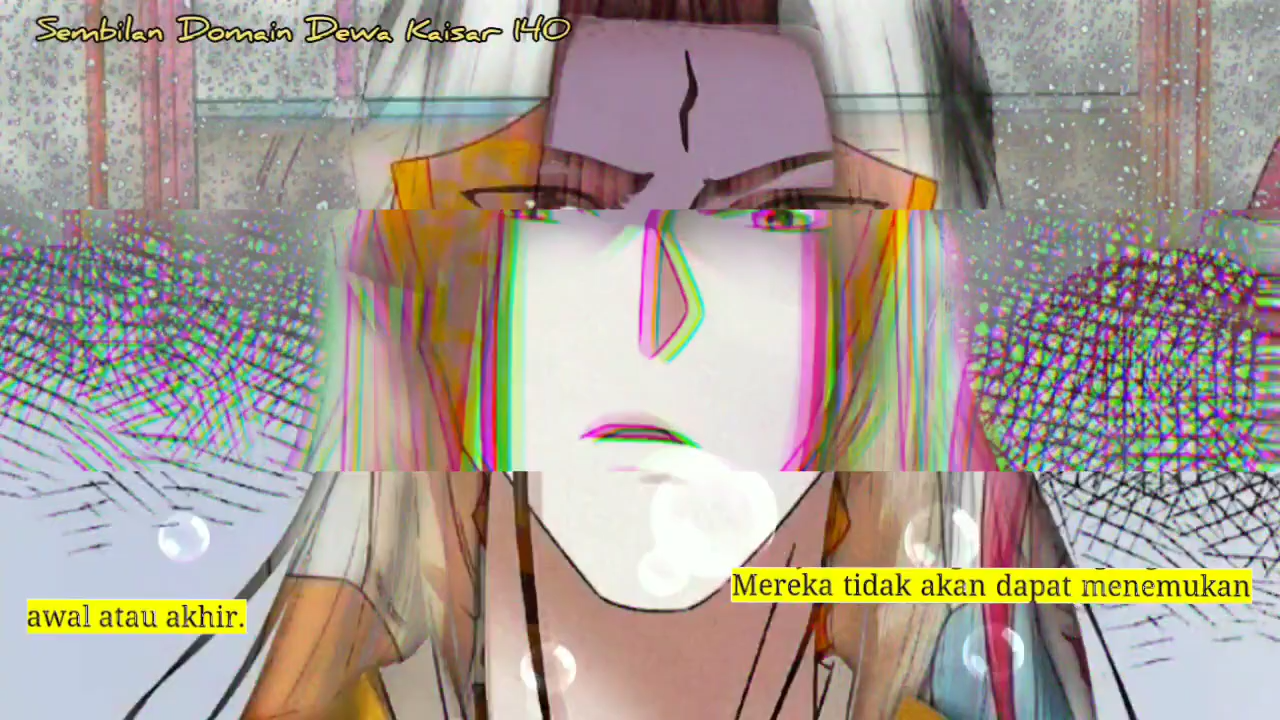 Sembilan Domain Dewa Kaisar 140
Mereka tidak akan dapat menemukan
awal atau akhir.